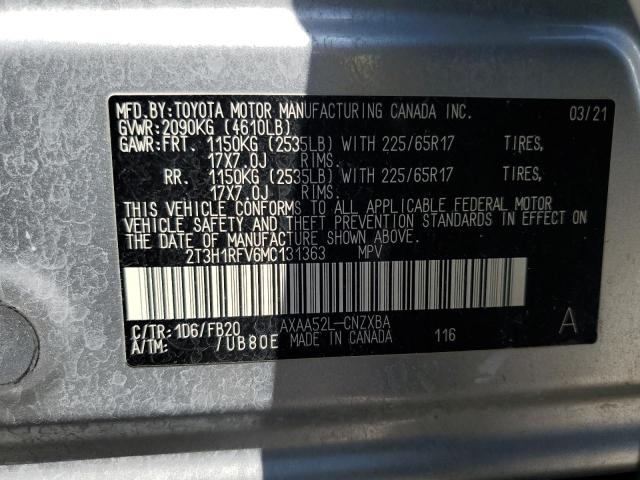 MFD.BY:TOYOTA MOTOR MANUFACTURING CANADA INC. 03/21
GVWR:2090KG (4610LB)
GAWR:FRT. 1150KG (2535LB) WITH 225/65R17 TIRES,
17X7.0J RIMS.
RR. 1150KG (2535LB) WITH 225/65R17 TIRES,
17X7.0J RIMS.
THIS VEHICLE CONFORMS TO ALL APPLICABLE FEDERAL MOTOR
VEHICLE SAFETY AND THEFT PREVENTION STANDARDS IN EFFECT ON
THE DATE OF MANUFACTURE SHOWN ABOVE.
2T3H1RFV6MC131363 MPV
C/TR:1D6/FB20 AXAA52L-CNZXBA A
A/TM: /UB80E MADE IN CANADA 116